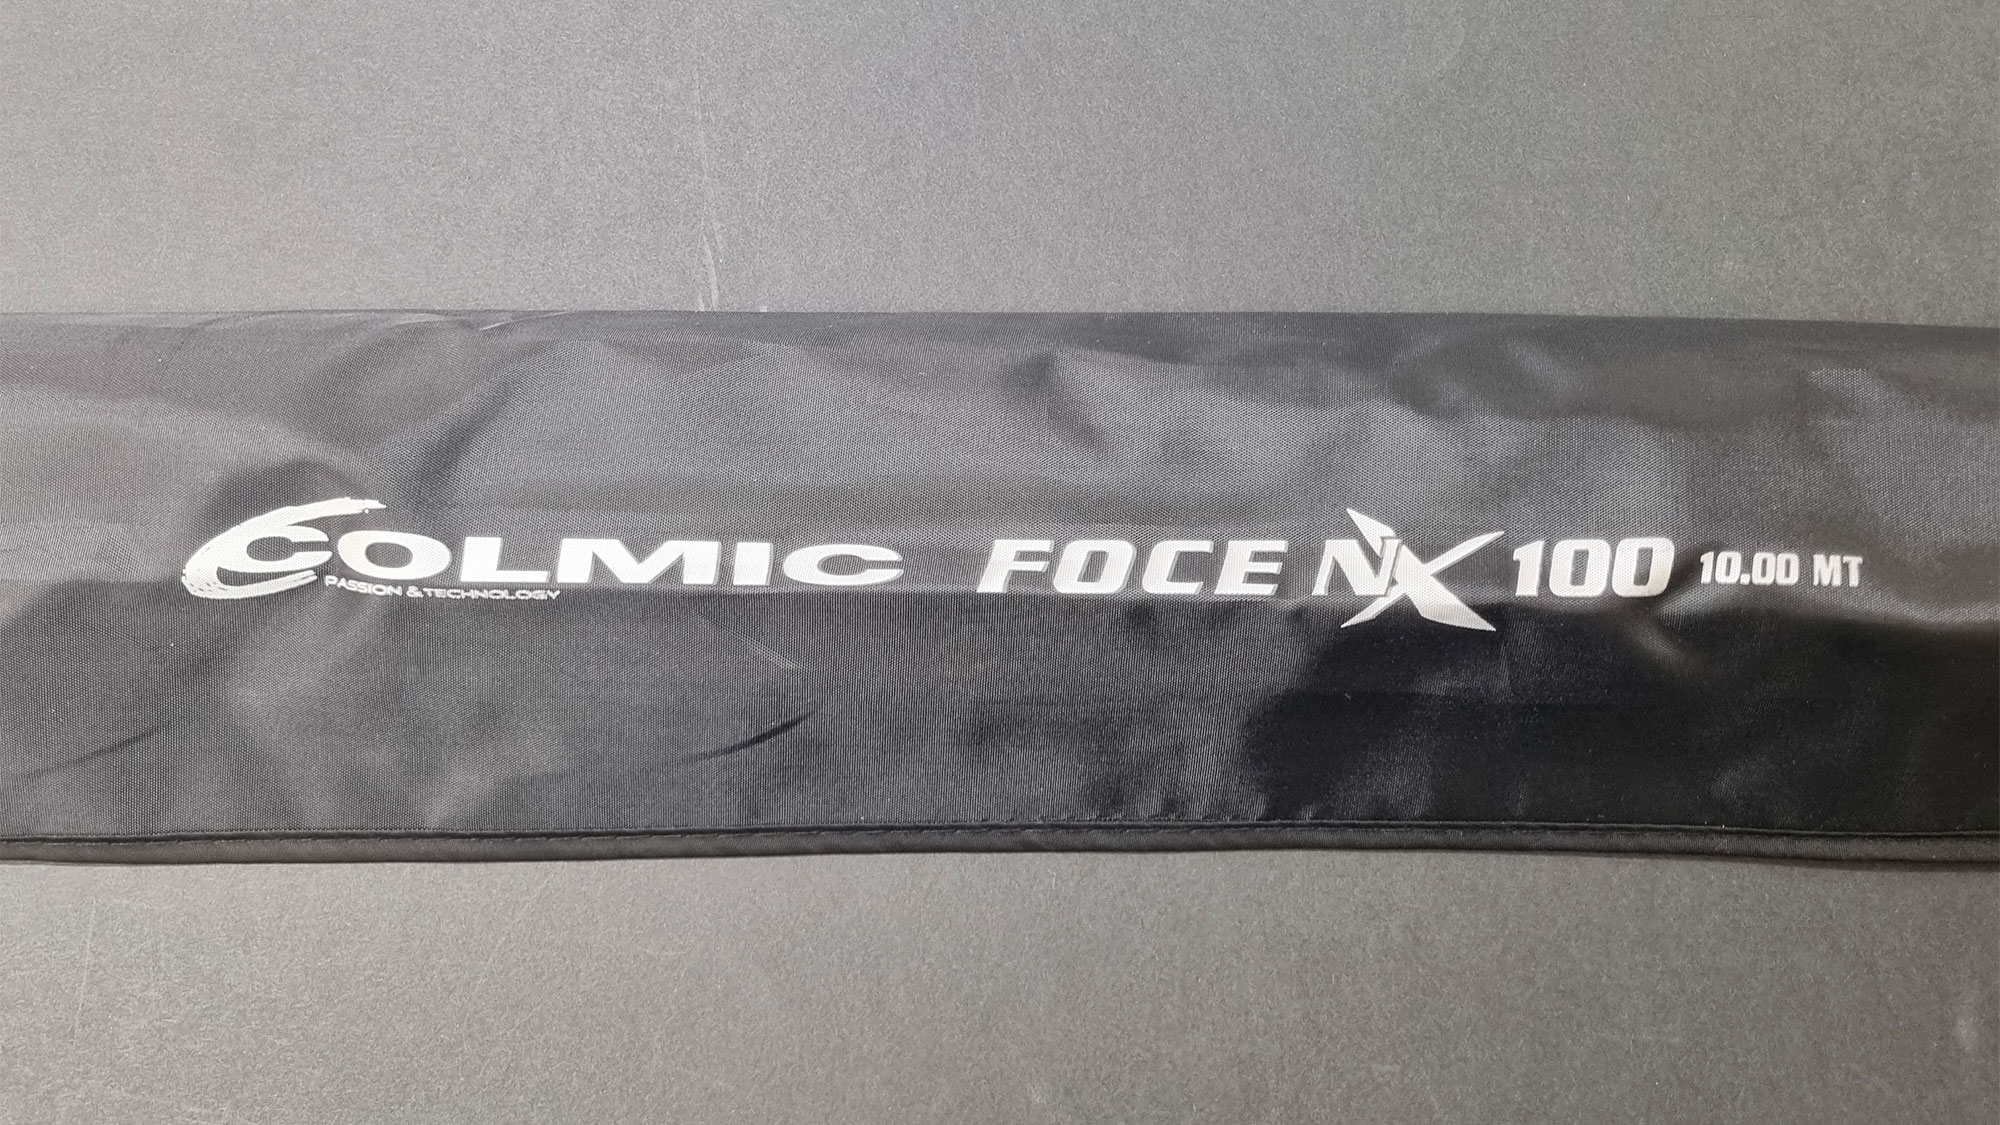 COLMIC FOCE NX 100 10.00 MT
PASSION & TECHNOLOGY